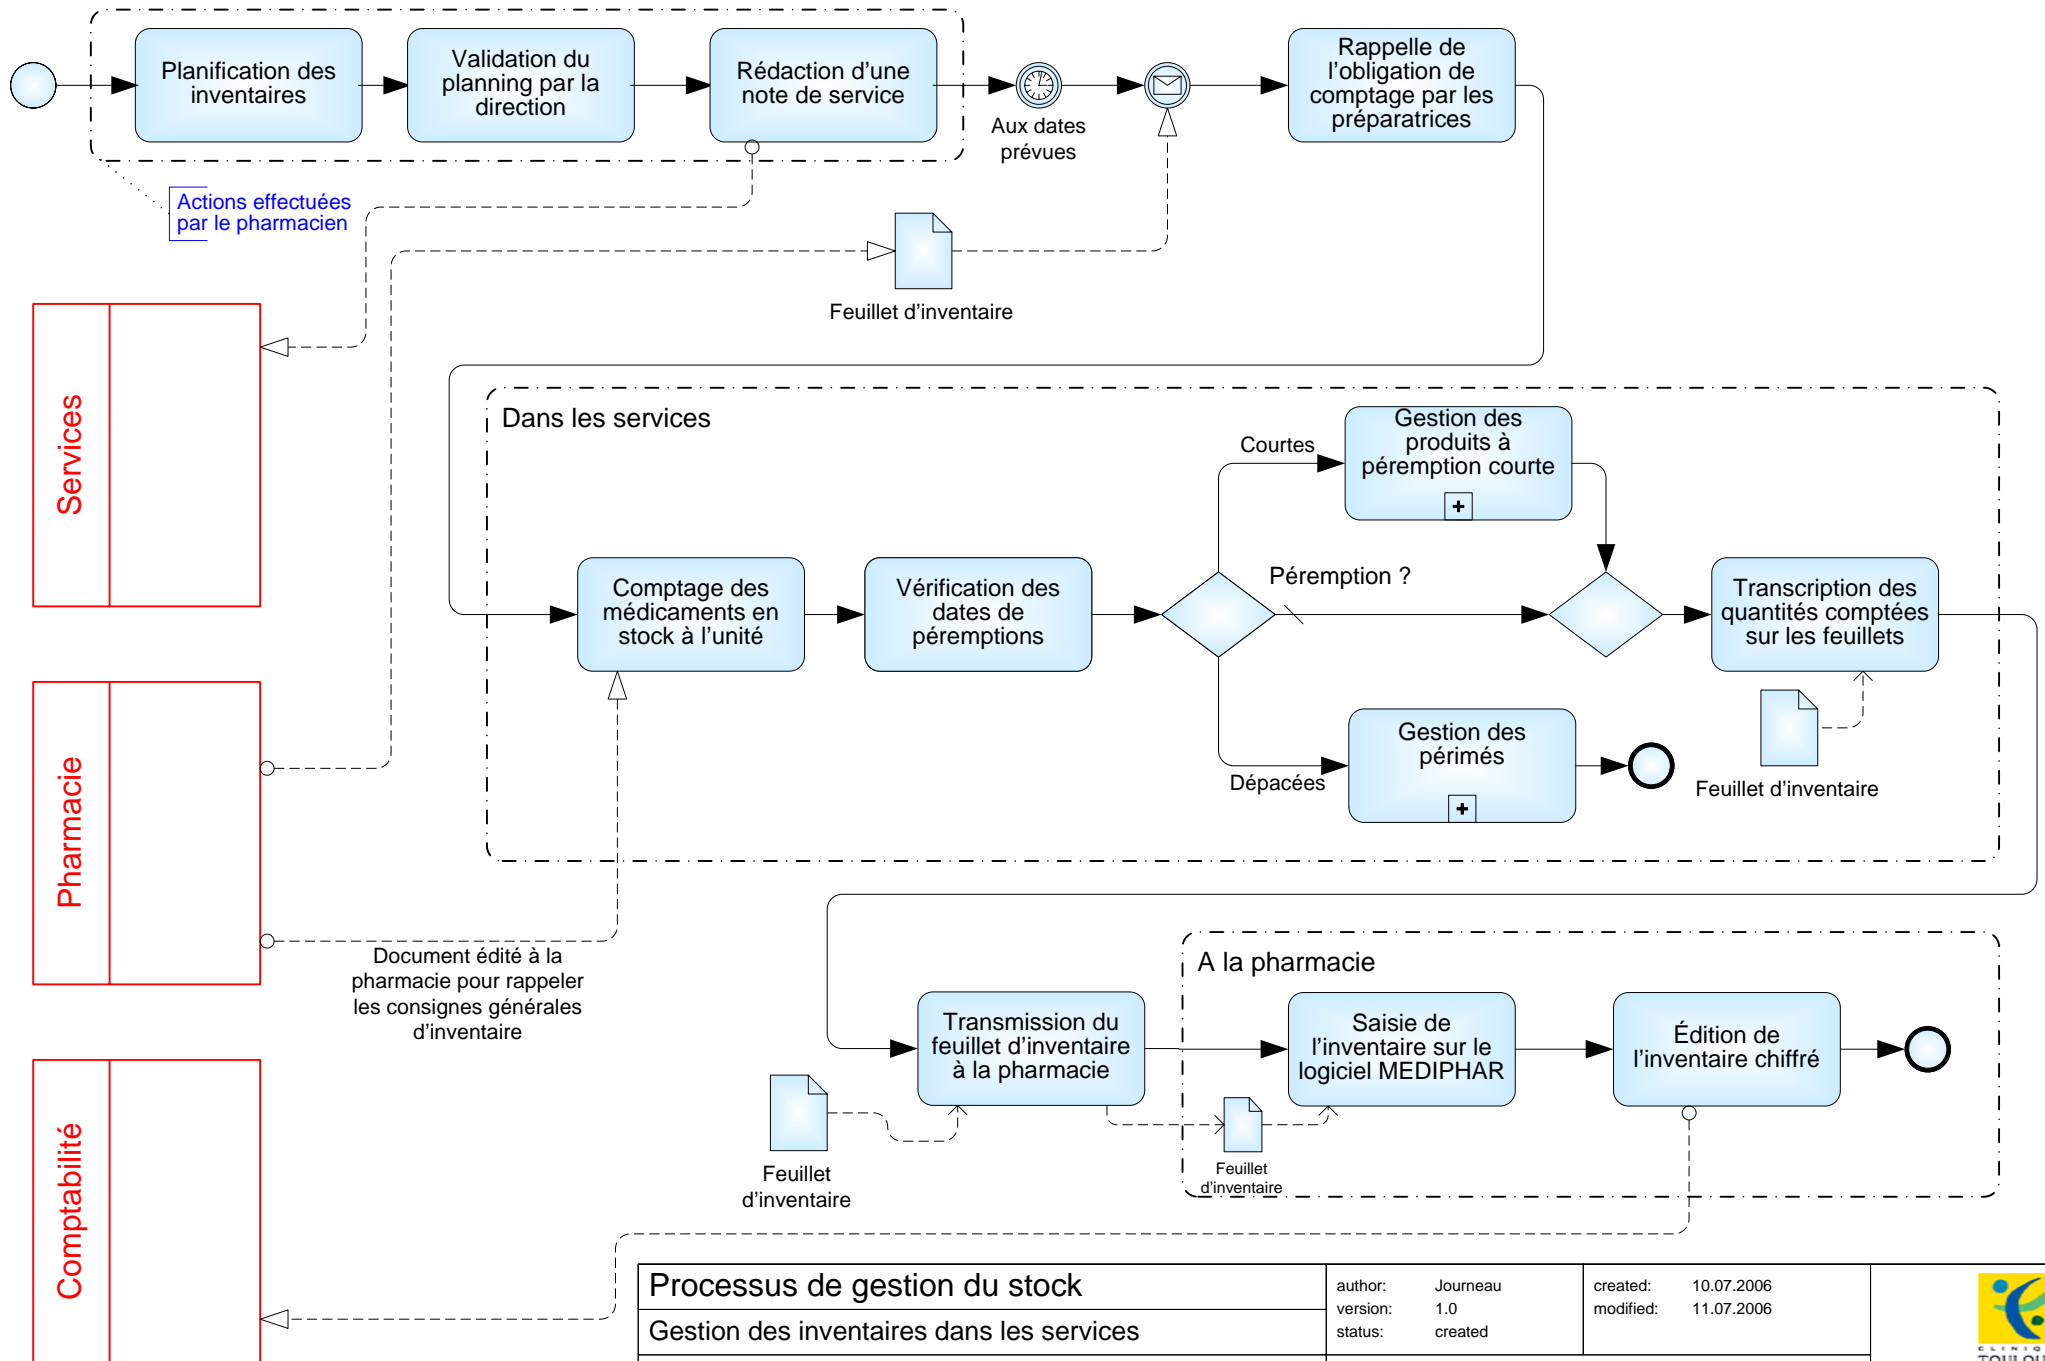 Planification des
inventaires
Validation du
planning par la
direction
Rédaction d’une
note de service
Aux dates
prévues
Rappelle de
l’obligation de
comptage par les
préparatrices
Actions effectuées
par le pharmacien
Feuillet d’inventaire
Services
Dans les services
Courtes
Gestion des
produits à
péremption courte
Péremption ?
Comptage des
médicaments en
stock à l’unité
Vérification des
dates de
péremptions
Transcription des
quantités comptées
sur les feuillets
Gestion des
périmés
Dépacées
Feuillet d’inventaire
Pharmacie
Document édité à la
pharmacie pour rappeler
les consignes générales
d’inventaire
A la pharmacie
Transmission du
feuillet d’inventaire
à la pharmacie
Saisie de
l’inventaire sur le
logiciel MEDIPHAR
Édition de
l’inventaire chiffré
Feuillet
d’inventaire
Feuillet
d’inventaire
Comptabilité
Processus de gestion du stock
Gestion des inventaires dans les services
author: Journeau
version: 1.0
status: created
created: 10.07.2006
modified: 11.07.2006